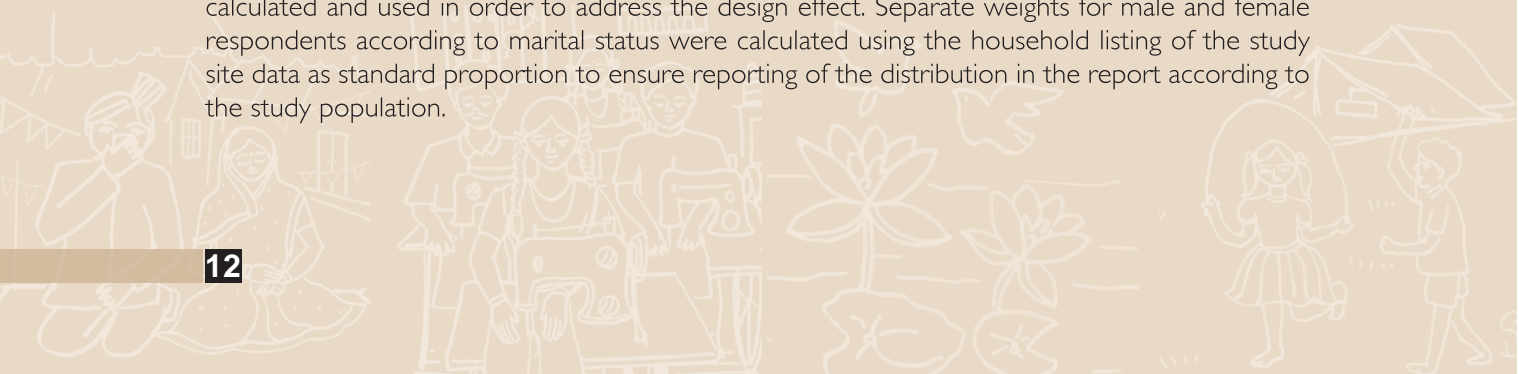 calculated and used in order to address the design effect. Separate weights for male and female
respondents according to marital status were calculated using the household listing of the study
site data as standard proportion to ensure reporting of the distribution in the report according to
the study population.
12